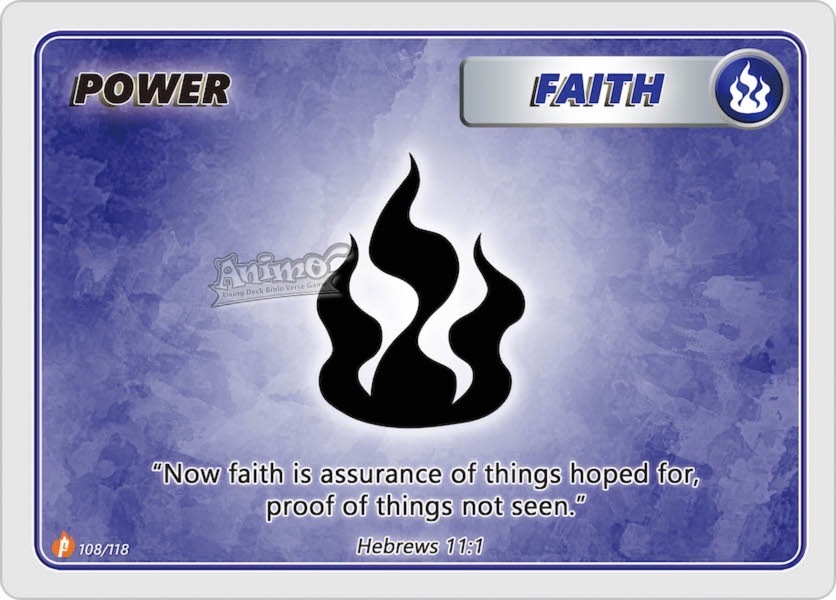 POWER
FAITH
Animos
Living Deck Bible Verse Game
“Now faith is assurance of things hoped for,
proof of things not seen.”
108/118
Hebrews 11:1